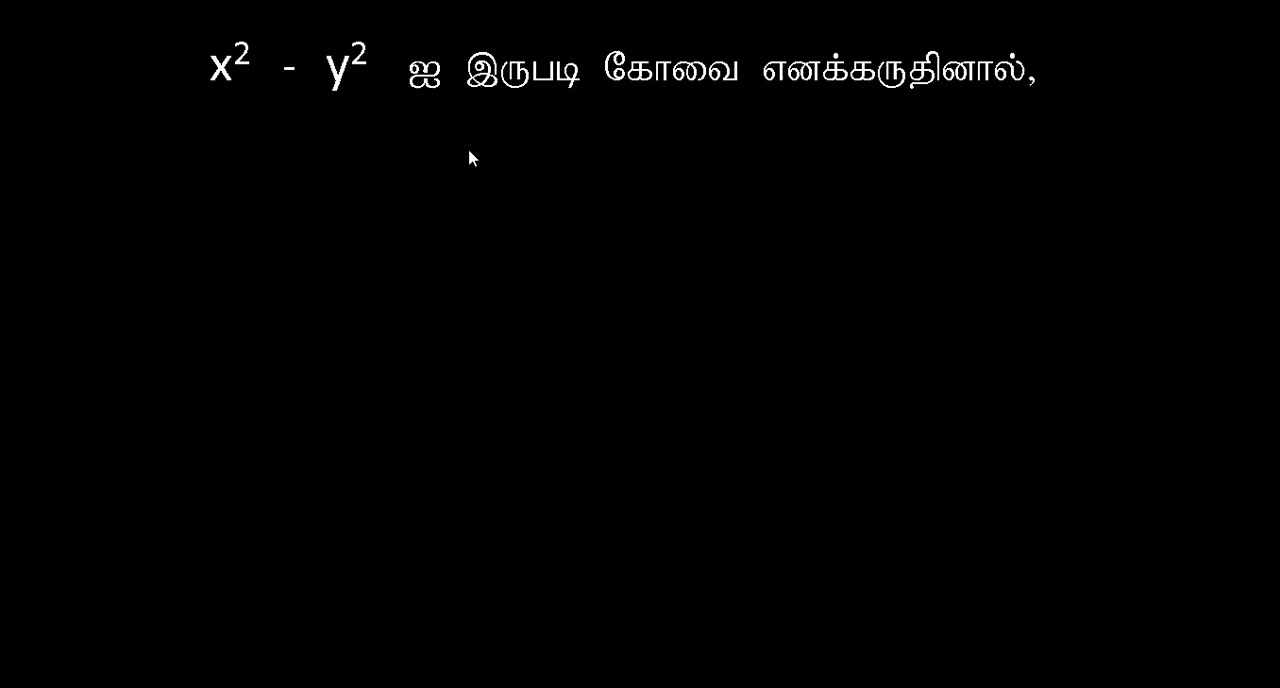 x² - y² ஐ இருபடி கோவை எனக்கருதினால்,